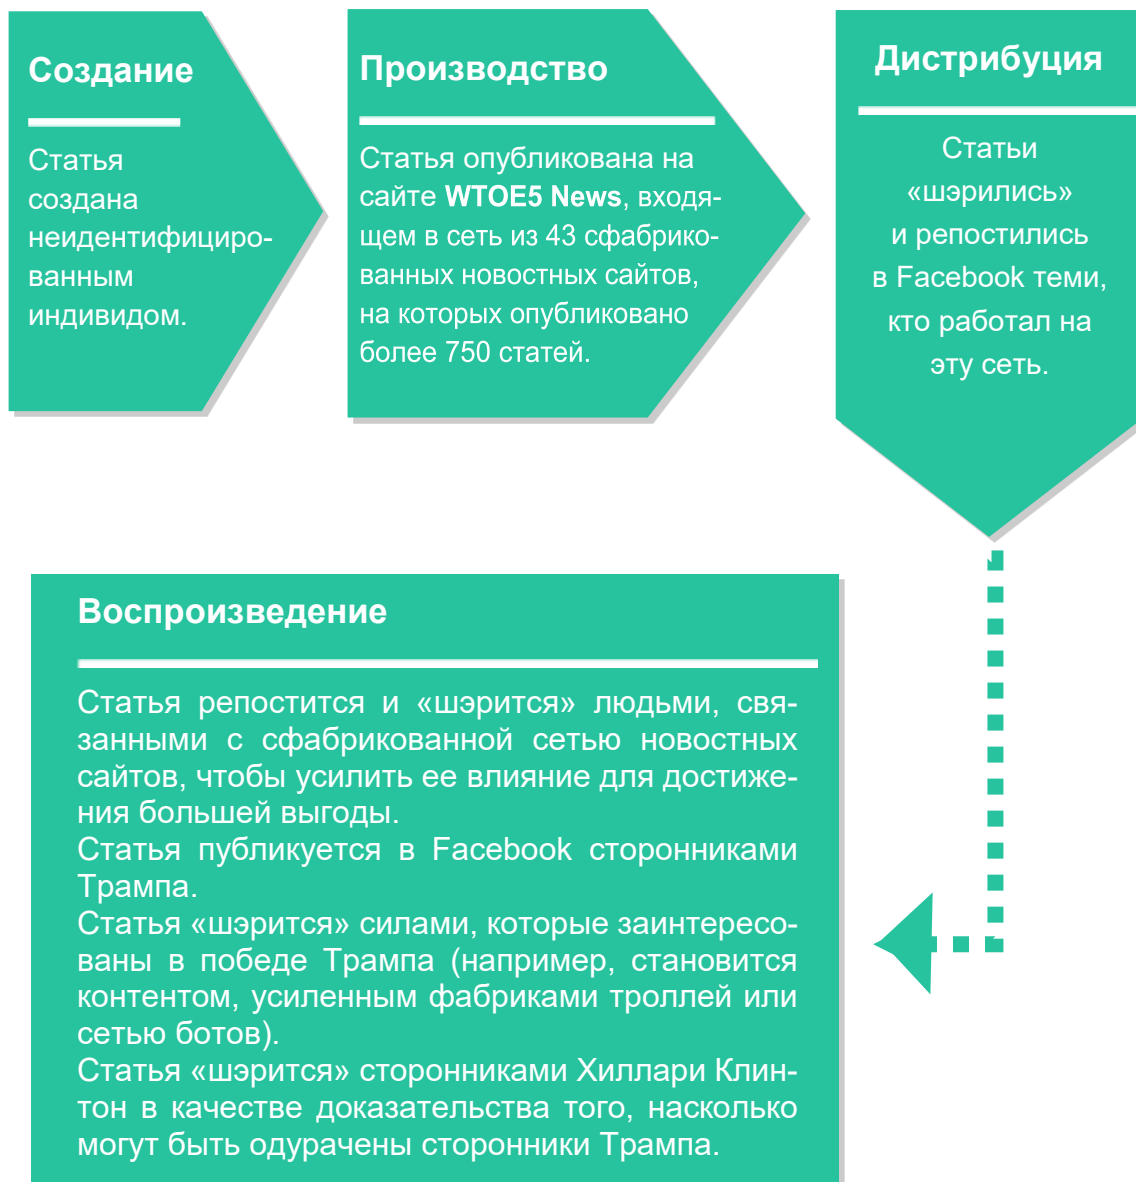 Создание
Статья
создана
неидентифициро-
ванным
индивидом.
Производство
Статья опубликована на
сайте WTOE5 News, входя-
щем в сеть из 43 сфабрико-
ванных новостных сайтов,
на которых опубликовано
более 750 статей.
Дистрибуция
Статьи
«шэрились»
и репостились
в Facebook теми,
кто работал на
эту сеть.
Воспроизведение
Статья репостится и «шэрится» людьми, свя-
занными с сфабрикованной сетью новостных
сайтов, чтобы усилить ее влияние для достиже-
ния большей выгоды.
Статья публикуется в Facebook сторонниками
Трампа.
Статья «шэрится» силами, которые заинтересо-
ваны в победе Трампа (например, становится
контентом, усиленным фабриками троллей или
сетью ботов).
Статья «шэрится» сторонниками Хиллари Клин-
тон в качестве доказательства того, насколько
могут быть одурачены сторонники Трампа.